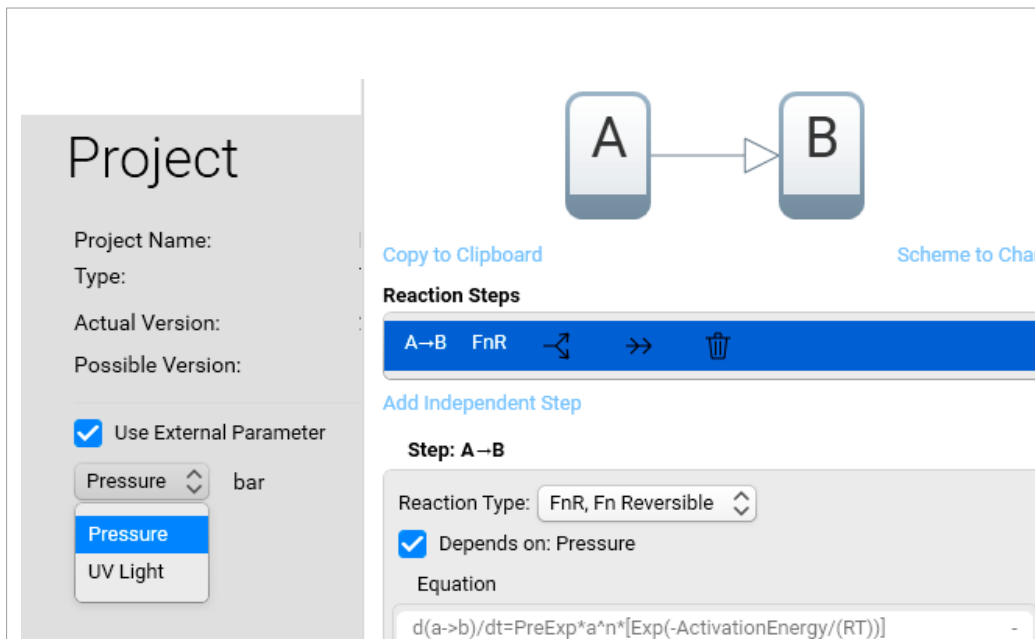 A
B
Project
Project Name:
Type:
Actual Version:
Possible Version:
Use External Parameter
Pressure
bar
Pressure
UV Light
Copy to Clipboard
Scheme to Cha
Reaction Steps
A→B FnR
Add Independent Step
Step: A→B
Reaction Type: FnR, Fn Reversible
Depends on: Pressure
Equation
d(a->b)/dt=PreExp*a^n*[Exp(-ActivationEnergy/(RT))] -